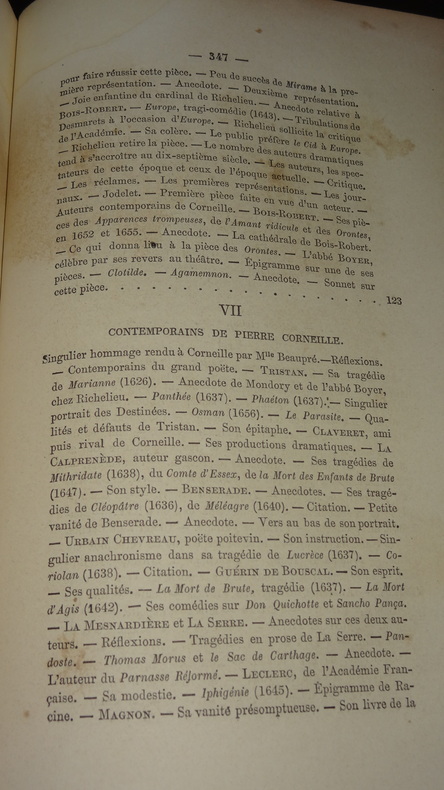 — 347 —
pour faire réussir cette pièce. — Peu de succès de Mirame à la pre-
mière représentation. — Anecdote. — Deuxième représentation.
— Joie enfantine du cardinal de Richelieu. — Anecdote relative à
BOIS-ROBERT. — Europe, tragi-comédie (1643). — Tribulations de
Desmarets à l'occasion d'Europe. — Richelieu sollicite la critique
de l'Académie. — Sa colère. — Le public préfère le Cid à Europe.
— Richelieu retire la pièce. — Le nombre des auteurs dramatiques
tend à s'accroître au dix-septième siècle. — Les auteurs, les spec-
tateurs de cette époque et ceux de l'époque actuelle. — Critique.
— Les réclames. — Les premières représentations. — Les jour-
naux. — Jodelet. — Première pièce faite en vue d'un acteur. —
Auteurs contemporains de Corneille. — BOIS-ROBERT. — Ses piè-
ces des Apparences trompeuses, de l'Amant ridicule et des Orontes,
en 1652 et 1655. — Anecdote. — La cathédrale de Bois-Robert.
— Ce qui donna lieu à la pièce des Orontes. — L'abbé BOYER,
célèbre par ses revers au théâtre. — Épigramme sur une de ses
pièces. — Clotilde. — Agamemnon. — Anecdote. — Sonnet sur
cette pièce. . . . . . . . . . . . . . . . . 123
VII
CONTEMPORAINS DE PIERRE CORNEILLE.
Singulier hommage rendu à Corneille par Mlle Beaupré.—Réflexions.
— Contemporains du grand poëte. — TRISTAN. — Sa tragédie
de Marianne (1626). — Anecdote de Mondory et de l'abbé Boyer,
chez Richelieu. — Panthée (1637). — Phaéton (1637). — Singulier
portrait des Destinées. — Osman (1656). — Le Parasite. — Qua-
lités et défauts de Tristan. — Son épitaphe. — CLAVERET, ami
puis rival de Corneille. — Ses productions dramatiques. — LA
CALPRENÈDE, auteur gascon. — Anecdote. — Ses tragédies de
Mithridate (1638), du Comte d'Essex, de la Mort des Enfants de Brute
(1647). — Son style. — BENSERADE. — Anecdotes. — Ses tragé-
dies de Cléopâtre (1636), de Méléagre (1640). — Citation. — Petite
vanité de Benserade. — Anecdote. — Vers au bas de son portrait.
— URBAIN CHEVREAU, poëte poitevin. — Son instruction. — Sin-
gulier anachronisme dans sa tragédie de Lucrèce (1637). — Co-
riolan (1638). — Citation. — GUÉRIN DE BOUSCAL. — Son esprit.
— Ses qualités. — La Mort de Brute, tragédie (1637). — La Mort
d'Agis (1642). — Ses comédies sur Don Quichotte et Sancho Pança.
— LA MESNARDIÈRE et LA SERRE. — Anecdotes sur ces deux au-
teurs. — Réflexions. — Tragédies en prose de La Serre. — Pan-
doste. — Thomas Morus et le Sac de Carthage. — Anecdote. —
L'auteur du Parnasse Réformé. — LECLERC, de l'Académie Fran-
çaise. — Sa modestie. — Iphigénie (1645). — Épigramme de Ra-
cine. — MAGNON. — Sa vanité présomptueuse. — Son livre de la